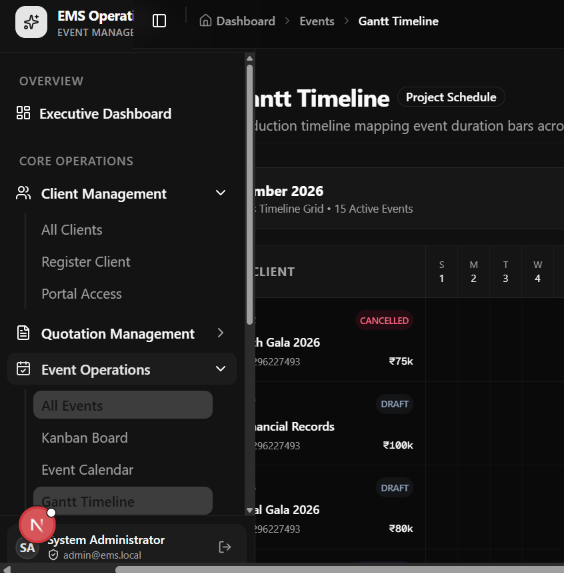 EMS Operati
EVENT MANAGE
Dashboard > Events > Gantt Timeline
OVERVIEW
Executive Dashboard
CORE OPERATIONS
Client Management
All Clients
Register Client
Portal Access
Quotation Management
Event Operations
All Events
Kanban Board
Event Calendar
Gantt Timeline
N
SA
System Administrator
admin@ems.local
antt Timeline
Project Schedule
duction timeline mapping event duration bars acro
mber 2026
s Timeline Grid • 15 Active Events
CLIENT
S M T W
1 2 3 4
CANCELLED
h Gala 2026
296227493
₹75k
DRAFT
ancial Records
296227493
₹100k
DRAFT
al Gala 2026
296227493
₹80k